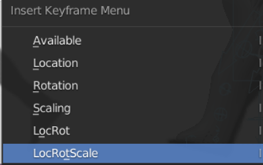 Insert Keyframe Menu
Available
Location
Rotation
Scaling
LocRot
LocRotScale